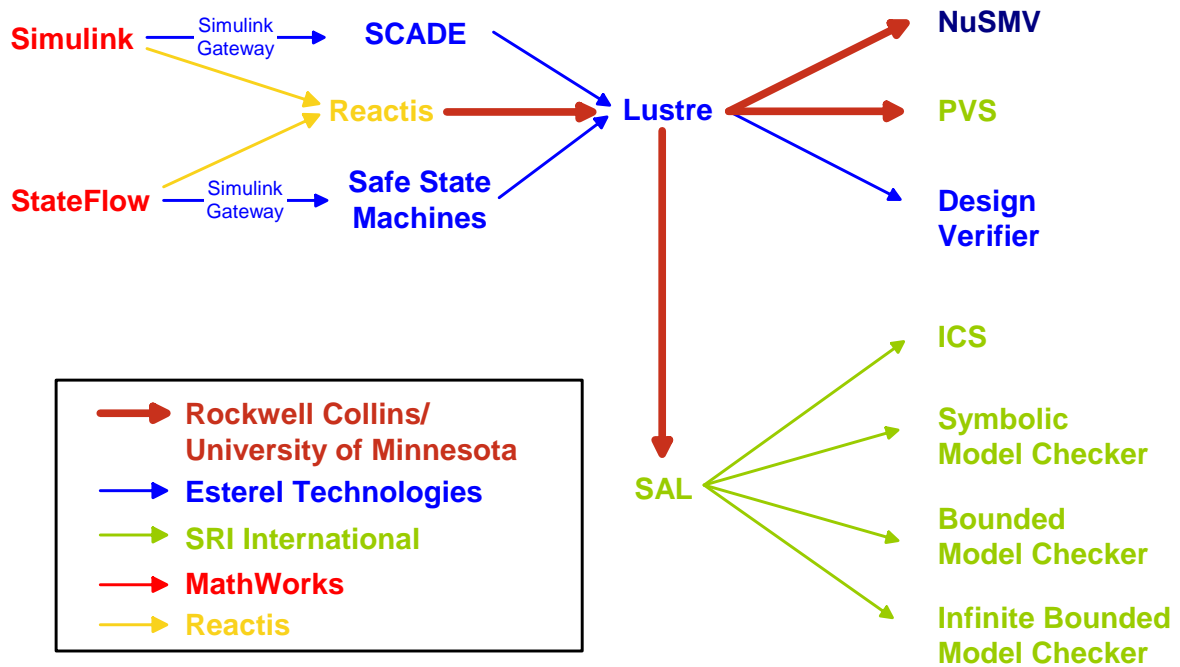 Simulink
Simulink
Gateway
SCADE
NuSMV
Reactis
Lustre
PVS
StateFlow
Simulink
Gateway
Safe State
Machines
Design
Verifier
ICS
Symbolic
Model Checker
SAL
Bounded
Model Checker
Infinite Bounded
Model Checker
Rockwell Collins/
University of Minnesota
Esterel Technologies
SRI International
MathWorks
Reactis